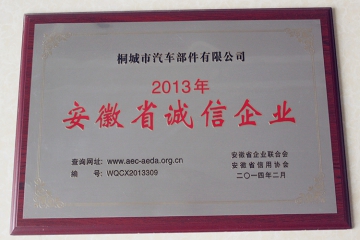 桐城市汽车部件有限公司
2013年
安徽省诚信企业
查询网址: www.aec-aeda.org.cn
编 号: WQCX2013309
安徽省企业联合会
安徽省信用协会
二〇一四年二月